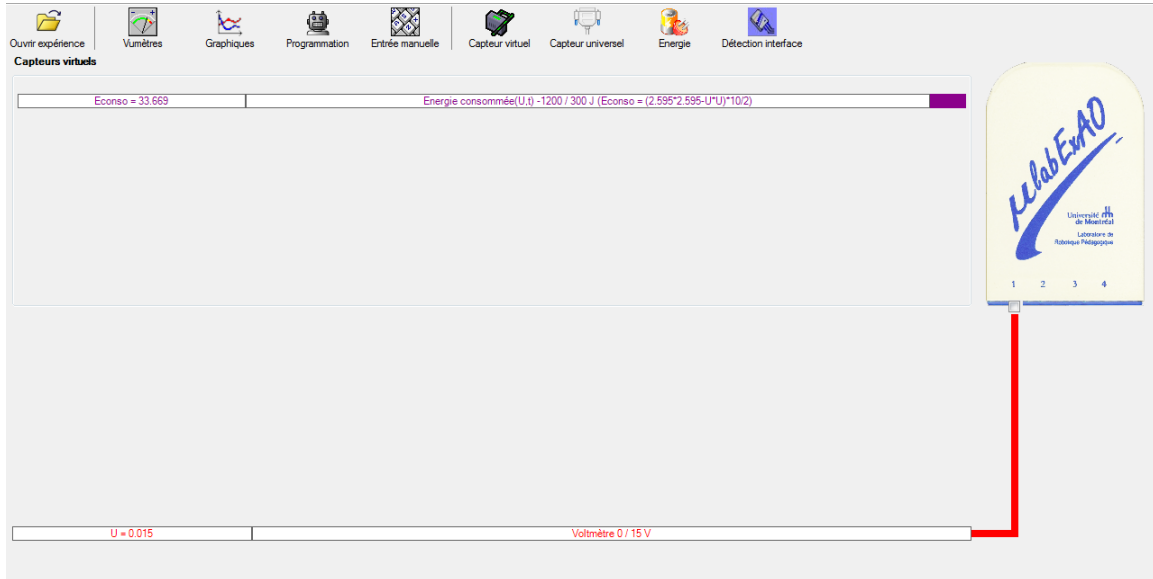 Ouvrir expérience Vumètres Graphiques Programmation Entrée manuelle Capteur virtuel Capteur universel Energie Détection interface
Capteurs virtuels
Econso = 33.669 Energie consommée(U,t) -1200 / 300 J (Econso = (2.595*2.595-U*U)*10/2)
µlabExAO
Université
de Montréal
Laboratoire de
Robotique Pédagogique
1 2 3 4
U = 0.015 Voltmètre 0 / 15 V